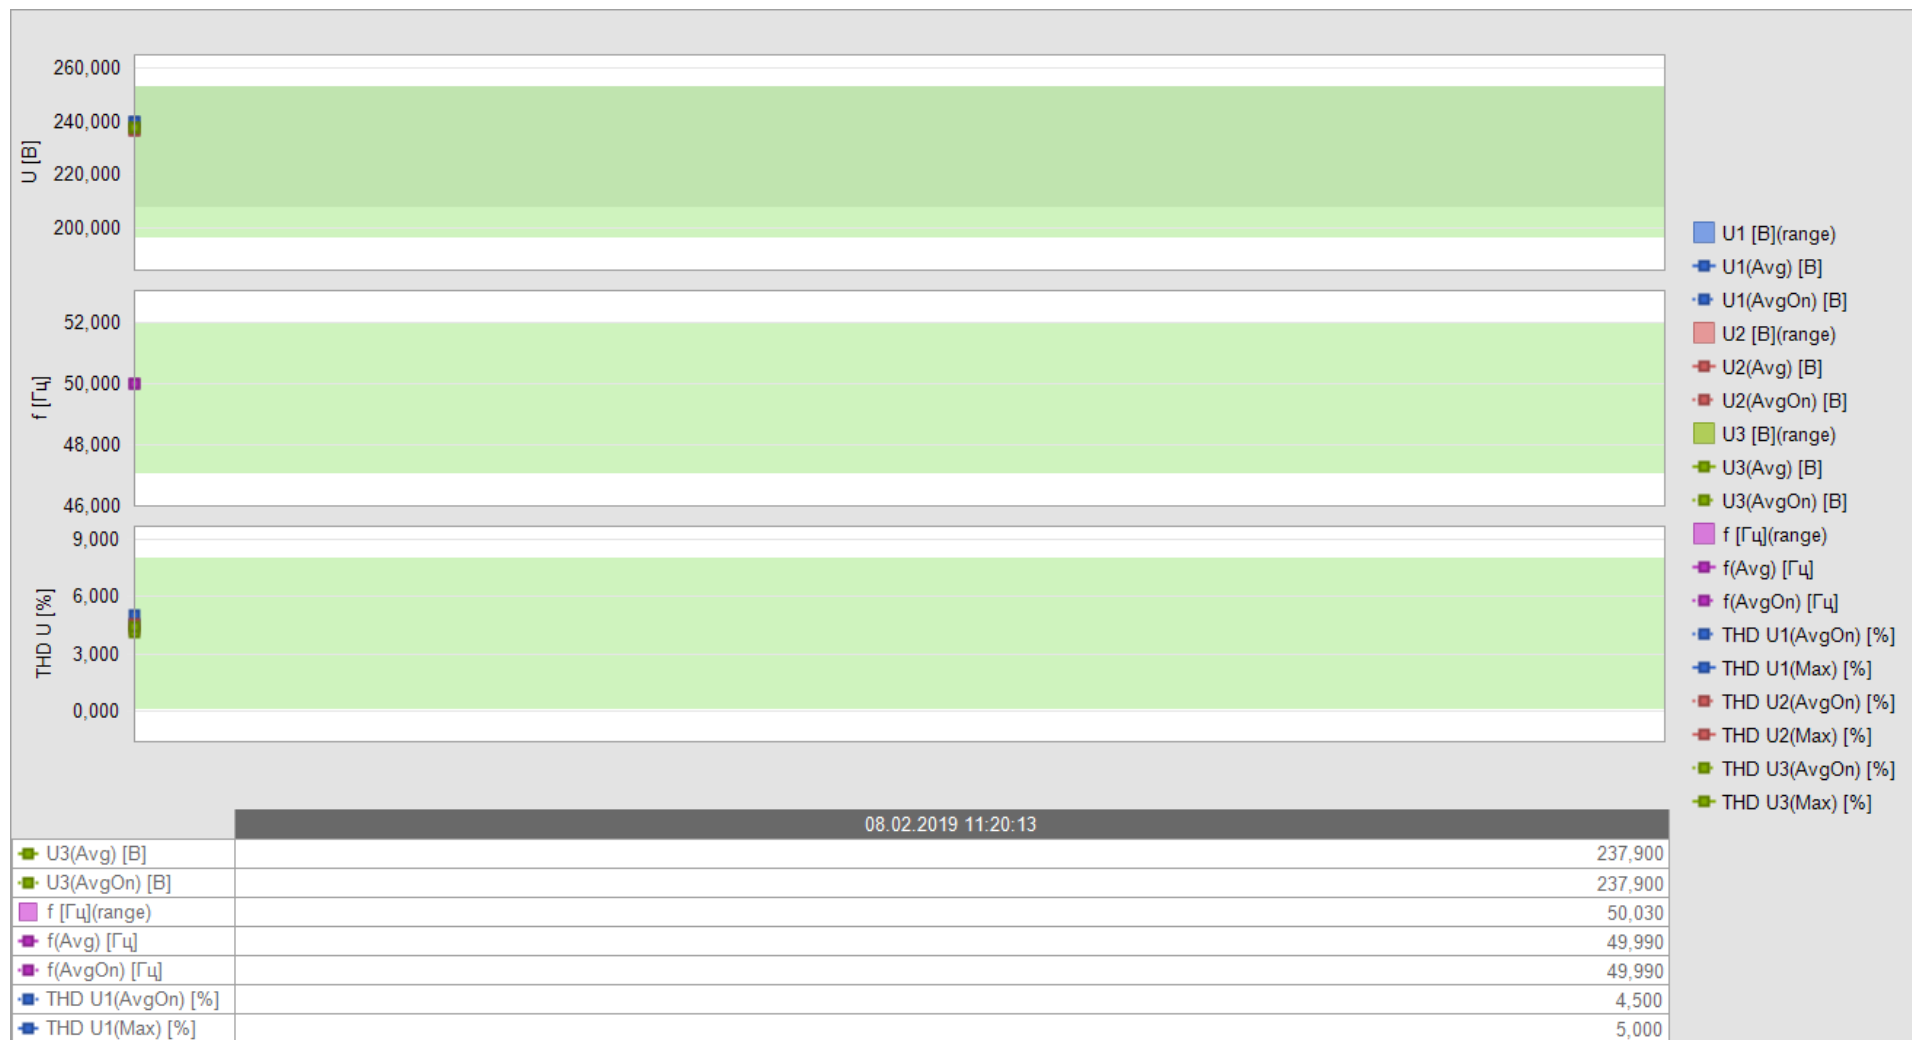 260,000
240,000
220,000
200,000
U [В]
52,000
50,000
48,000
46,000
f [Гц]
9,000
6,000
3,000
0,000
THD U [%]
U1 [В](range)
U1(Avg) [В]
U1(AvgOn) [В]
U2 [В](range)
U2(Avg) [В]
U2(AvgOn) [В]
U3 [В](range)
U3(Avg) [В]
U3(AvgOn) [В]
f [Гц](range)
f(Avg) [Гц]
f(AvgOn) [Гц]
THD U1(AvgOn) [%]
THD U1(Max) [%]
THD U2(AvgOn) [%]
THD U2(Max) [%]
THD U3(AvgOn) [%]
THD U3(Max) [%]
08.02.2019 11:20:13
U3(Avg) [В] 237,900
U3(AvgOn) [В] 237,900
f [Гц](range) 50,030
f(Avg) [Гц] 49,990
f(AvgOn) [Гц] 49,990
THD U1(AvgOn) [%] 4,500
THD U1(Max) [%] 5,000